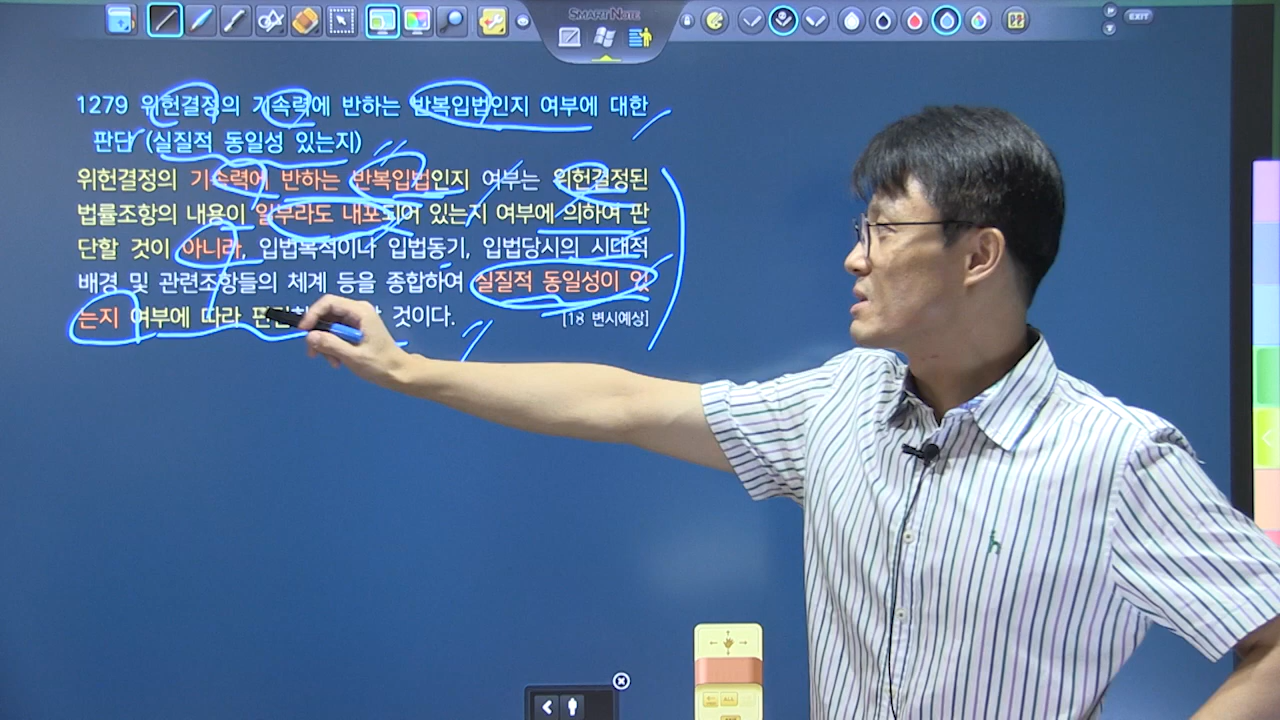 SMARTNOTE
EXIT
1279 위헌결정의 기속력에 반하는 반복입법인지 여부에 대한
판단 (실질적 동일성 있는지)
위헌결정의 기속력에 반하는 반복입법인지 여부는 위헌결정된
법률조항의 내용이 일부라도 내포되어 있는지 여부에 의하여 판
단할 것이 아니라, 입법목적이나 입법동기, 입법당시의 시대적
배경 및 관련조항들의 체계 등을 종합하여 실질적 동일성이 있
는지 여부에 따라 것이다.
[18 변시예상]
ALL